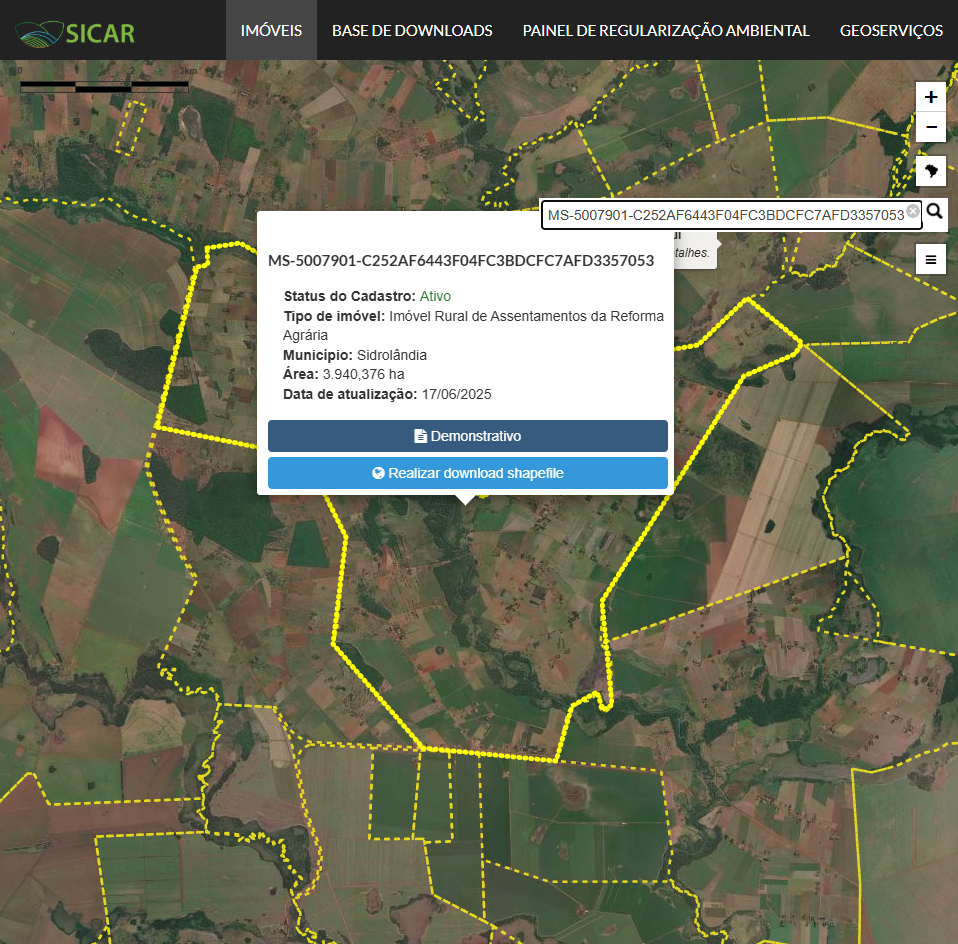 SICAR
IMÓVEIS
BASE DE DOWNLOADS
PAINEL DE REGULARIZAÇÃO AMBIENTAL
GEOSERVIÇOS
0 2 3km
+
−
MS-5007901-C252AF6443F04FC3BDCFC7AFD3357053
talhes.
MS-5007901-C252AF6443F04FC3BDCFC7AFD3357053
Status do Cadastro: Ativo
Tipo de imóvel: Imóvel Rural de Assentamentos da Reforma
Agrária
Município: Sidrolândia
Área: 3.940,376 ha
Data de atualização: 17/06/2025
Demonstrativo
Realizar download shapefile